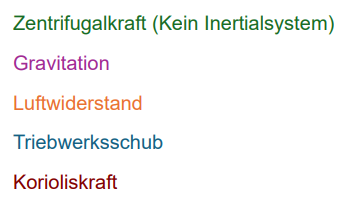 Zentrifugalkraft (Kein Inertialsystem)
Gravitation
Luftwiderstand
Triebwerksschub
Korioliskraft